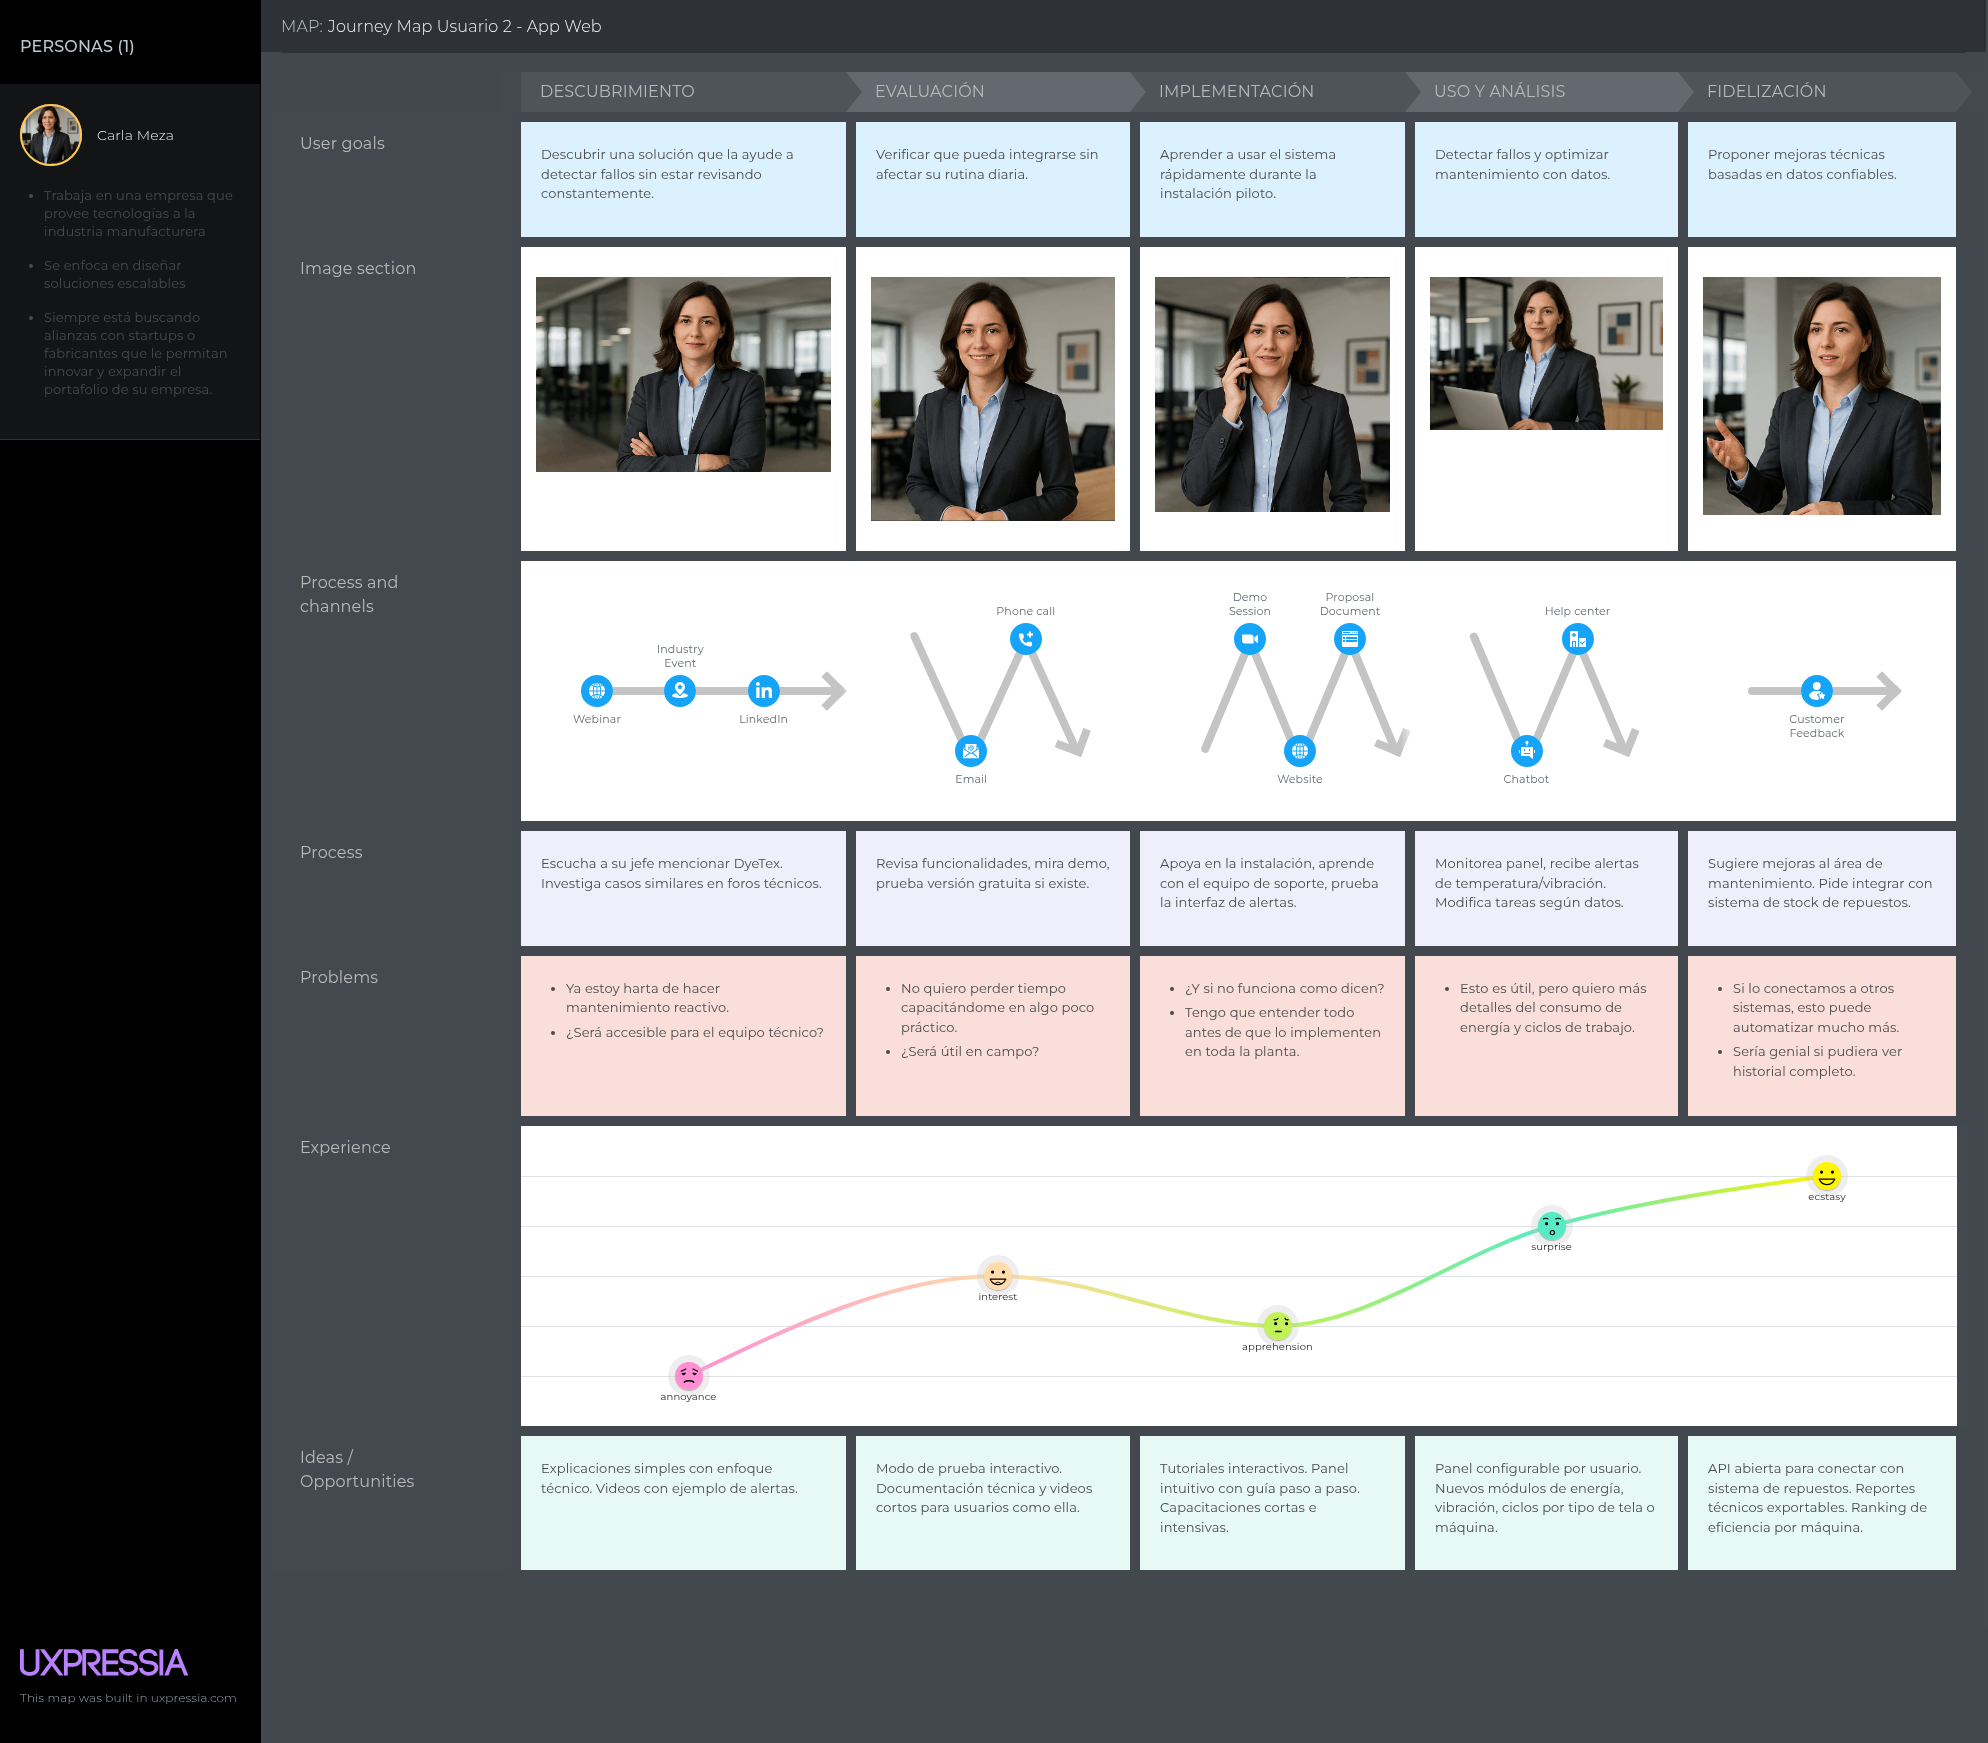 PERSONAS (1)
Carla Meza
Trabaja en una empresa que
provee tecnologías a la
industria manufacturera
Se enfoca en diseñar
soluciones escalables
Siempre está buscando
alianzas con startups o
fabricantes que le permitan
innovar y expandir el
portafolio de su empresa.
UXPRESSIA
This map was built in uxpressia.com
MAP: Journey Map Usuario 2 - App Web
DESCUBRIMIENTO
EVALUACIÓN
IMPLEMENTACIÓN
USO Y ANÁLISIS
FIDELIZACIÓN
User goals
Descubrir una solución que la ayude a
detectar fallos sin estar revisando
constantemente.
Verificar que pueda integrarse sin
afectar su rutina diaria.
Aprender a usar el sistema
rápidamente durante la
instalación piloto.
Detectar fallos y optimizar
mantenimiento con datos.
Proponer mejoras técnicas
basadas en datos confiables.
Image section
Process and
channels
Webinar
Industry
Event
LinkedIn
Email
Phone call
Demo
Session
Website
Proposal
Document
Chatbot
Help center
Customer
Feedback
Process
Escucha a su jefe mencionar DyeTex.
Investiga casos similares en foros técnicos.
Revisa funcionalidades, mira demo,
prueba versión gratuita si existe.
Apoya en la instalación, aprende
con el equipo de soporte, prueba
la interfaz de alertas.
Monitorea panel, recibe alertas
de temperatura/vibración.
Modifica tareas según datos.
Sugiere mejoras al área de
mantenimiento. Pide integrar con
sistema de stock de repuestos.
Problems
Ya estoy harta de hacer
mantenimiento reactivo.
¿Será accesible para el equipo técnico?
No quiero perder tiempo
capacitándome en algo poco
práctico.
¿Será útil en campo?
¿Y si no funciona como dicen?
Tengo que entender todo
antes de que lo implementen
en toda la planta.
Esto es útil, pero quiero más
detalles del consumo de
energía y ciclos de trabajo.
Si lo conectamos a otros
sistemas, esto puede
automatizar mucho más.
Sería genial si pudiera ver
historial completo.
Experience
annoyance
interest
apprehension
surprise
ecstasy
Ideas /
Opportunities
Explicaciones simples con enfoque
técnico. Videos con ejemplo de alertas.
Modo de prueba interactivo.
Documentación técnica y videos
cortos para usuarios como ella.
Tutoriales interactivos. Panel
intuitivo con guía paso a paso.
Capacitaciones cortas e
intensivas.
Panel configurable por usuario.
Nuevos módulos de energía,
vibración, ciclos por tipo de tela o
máquina.
API abierta para conectar con
sistema de repuestos. Reportes
técnicos exportables. Ranking de
eficiencia por máquina.